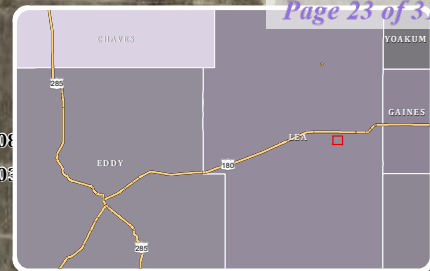 Page 23 of 3
CHAVES
YOAKUM
285
GAINES
LEA
EDDY
180
285